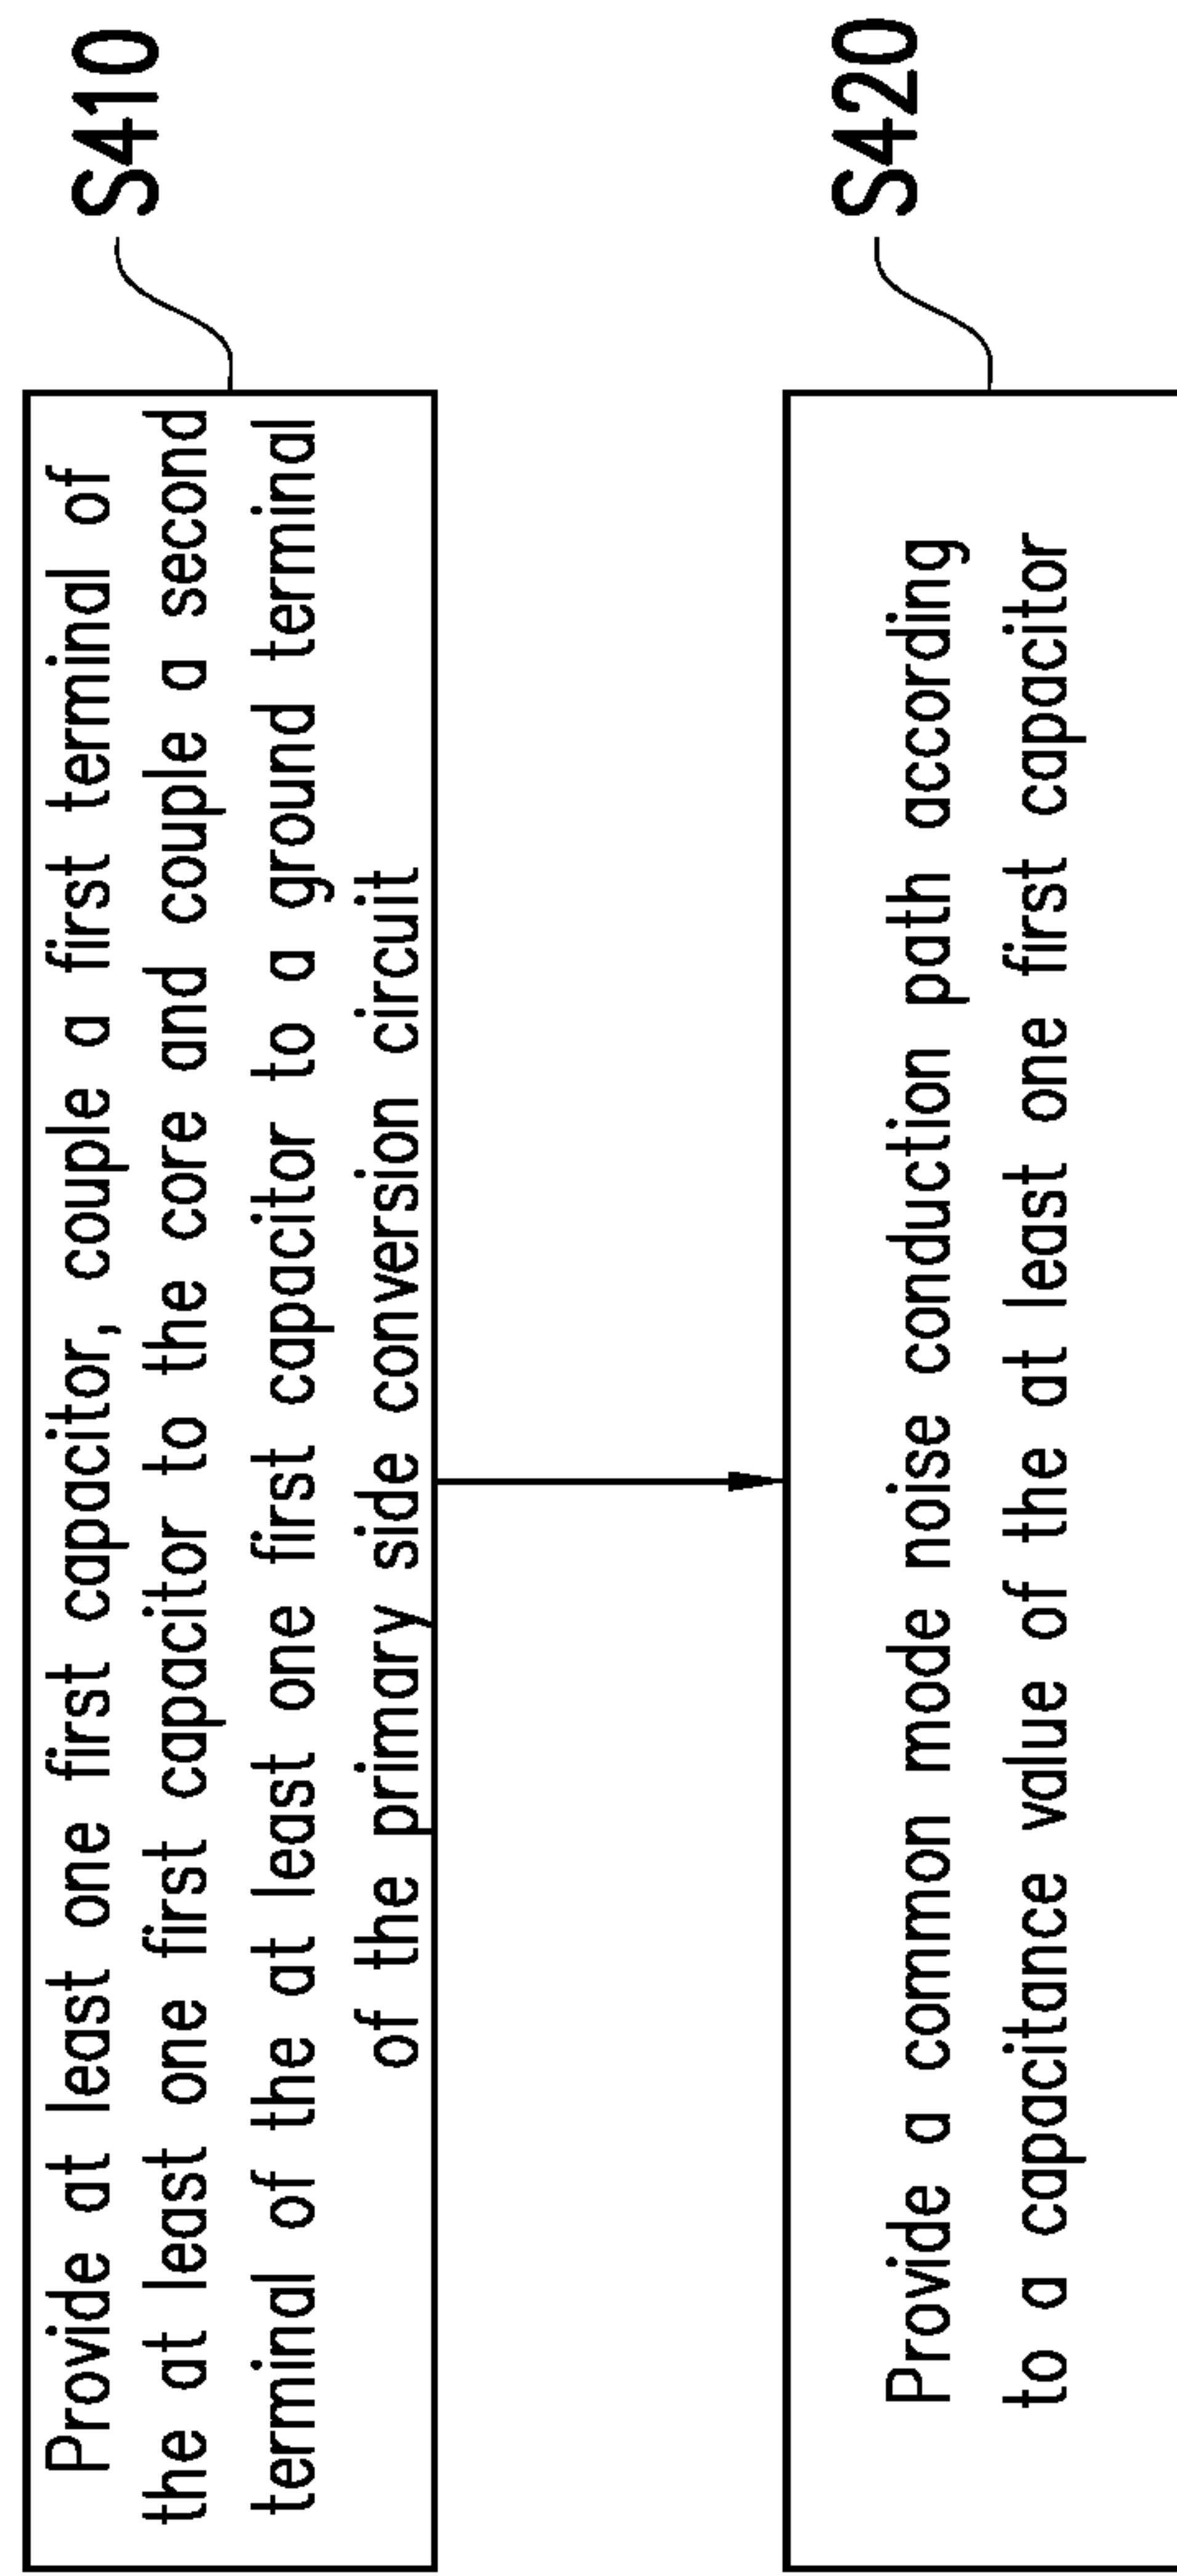 Provide at least one first capacitor, couple a first terminal of
the at least one first capacitor to the core and couple a second
terminal of the at least one first capacitor to a ground terminal
of the primary side conversion circuit
S410
Provide a common mode noise conduction path according
to a capacitance value of the at least one first capacitor
S420